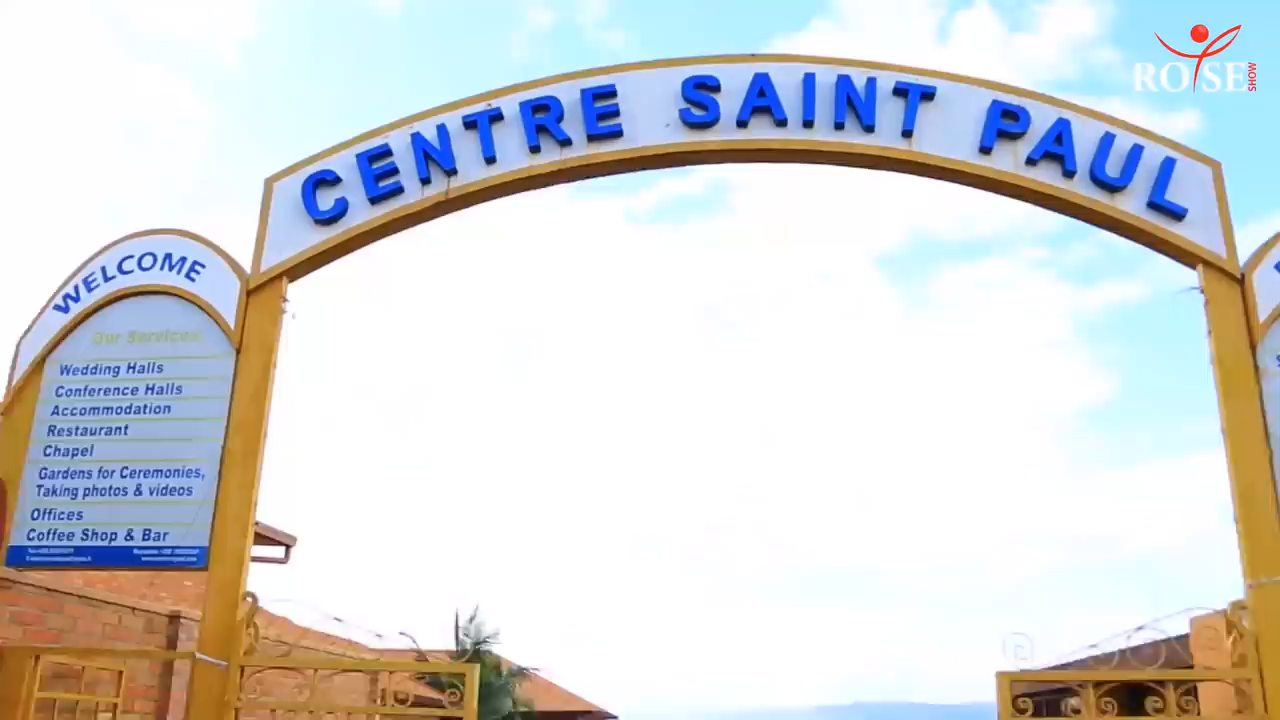 CENTRE SAINT PAUL
ROSE
SHOW
WELCOME
Our Services
Wedding Halls
Conference Halls
Accommodation
Restaurant
Chapel
Gardens for Ceremonies,
Taking photos & videos
Offices
Coffee Shop & Bar